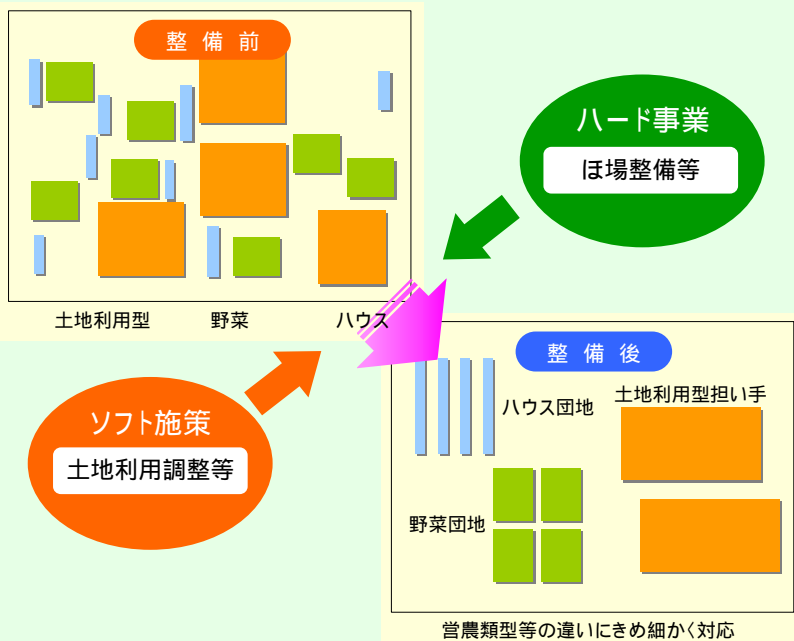 整備前
土地利用型 野菜 ハウス
ハード事業
ほ場整備等
ソフト施策
土地利用調整等
整備後
ハウス団地
土地利用型担い手
野菜団地
営農類型等の違いにきめ細かく対応